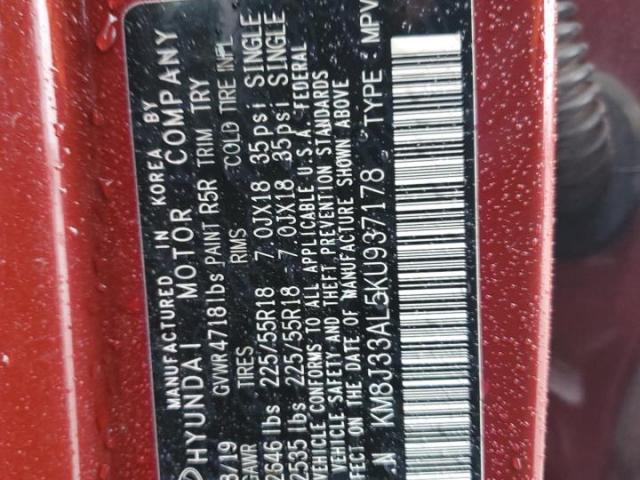 MANUFACTURED IN KOREA BY
HYUNDAI MOTOR COMPANY
3/19 GVWR 4718lbs PAINT R5R TRIM TRY
GAWR TIRES RIMS COLD TIRE INFL
2646 lbs 225/55R18 7.0JX18 35psi SINGLE
2535 lbs 225/55R18 7.0JX18 35psi SINGLE
VEHICLE CONFORMS TO ALL APPLICABLE U.S.A. FEDERAL
VEHICLE SAFETY AND THEFT PREVENTION STANDARDS
EFFECT ON THE DATE OF MANUFACTURE SHOWN ABOVE
.N KM8J33AL5KU937178 TYPE: MPV